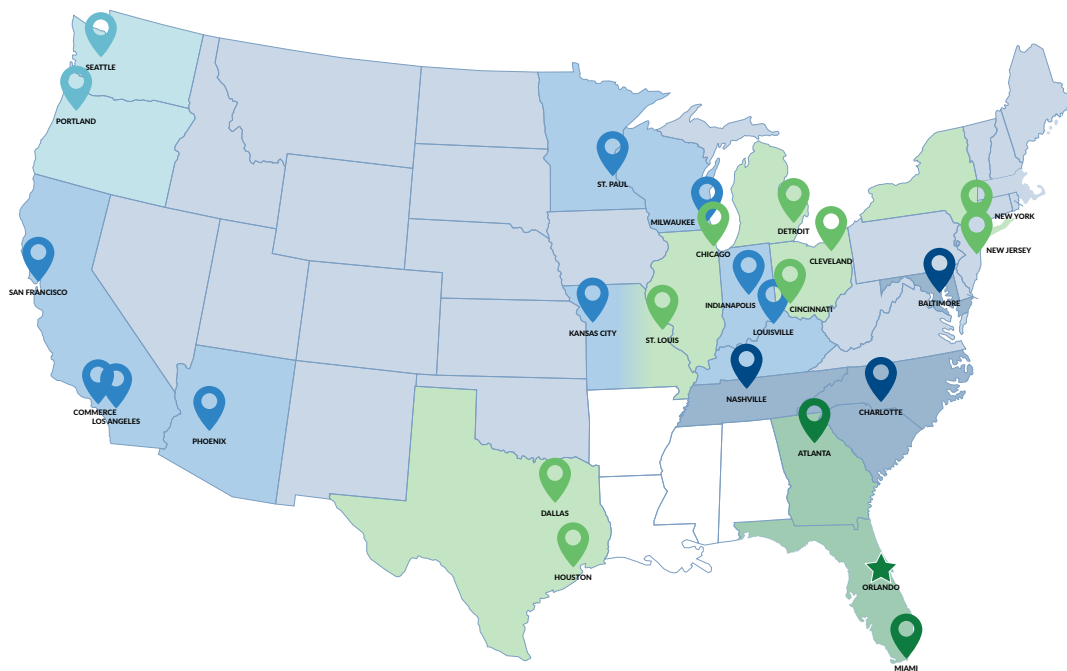 SEATTLE
PORTLAND
ST. PAUL
MILWAUKEE
NEW YORK
DETROIT
NEW JERSEY
CHICAGO
CLEVELAND
SAN FRANCISCO
BALTIMORE
INDIANAPOLIS
CINCINNATI
KANSAS CITY
LOUISVILLE
ST. LOUIS
NASHVILLE
COMMERCE
CHARLOTTE
LOS ANGELES
PHOENIX
ATLANTA
DALLAS
HOUSTON
ORLANDO
MIAMI